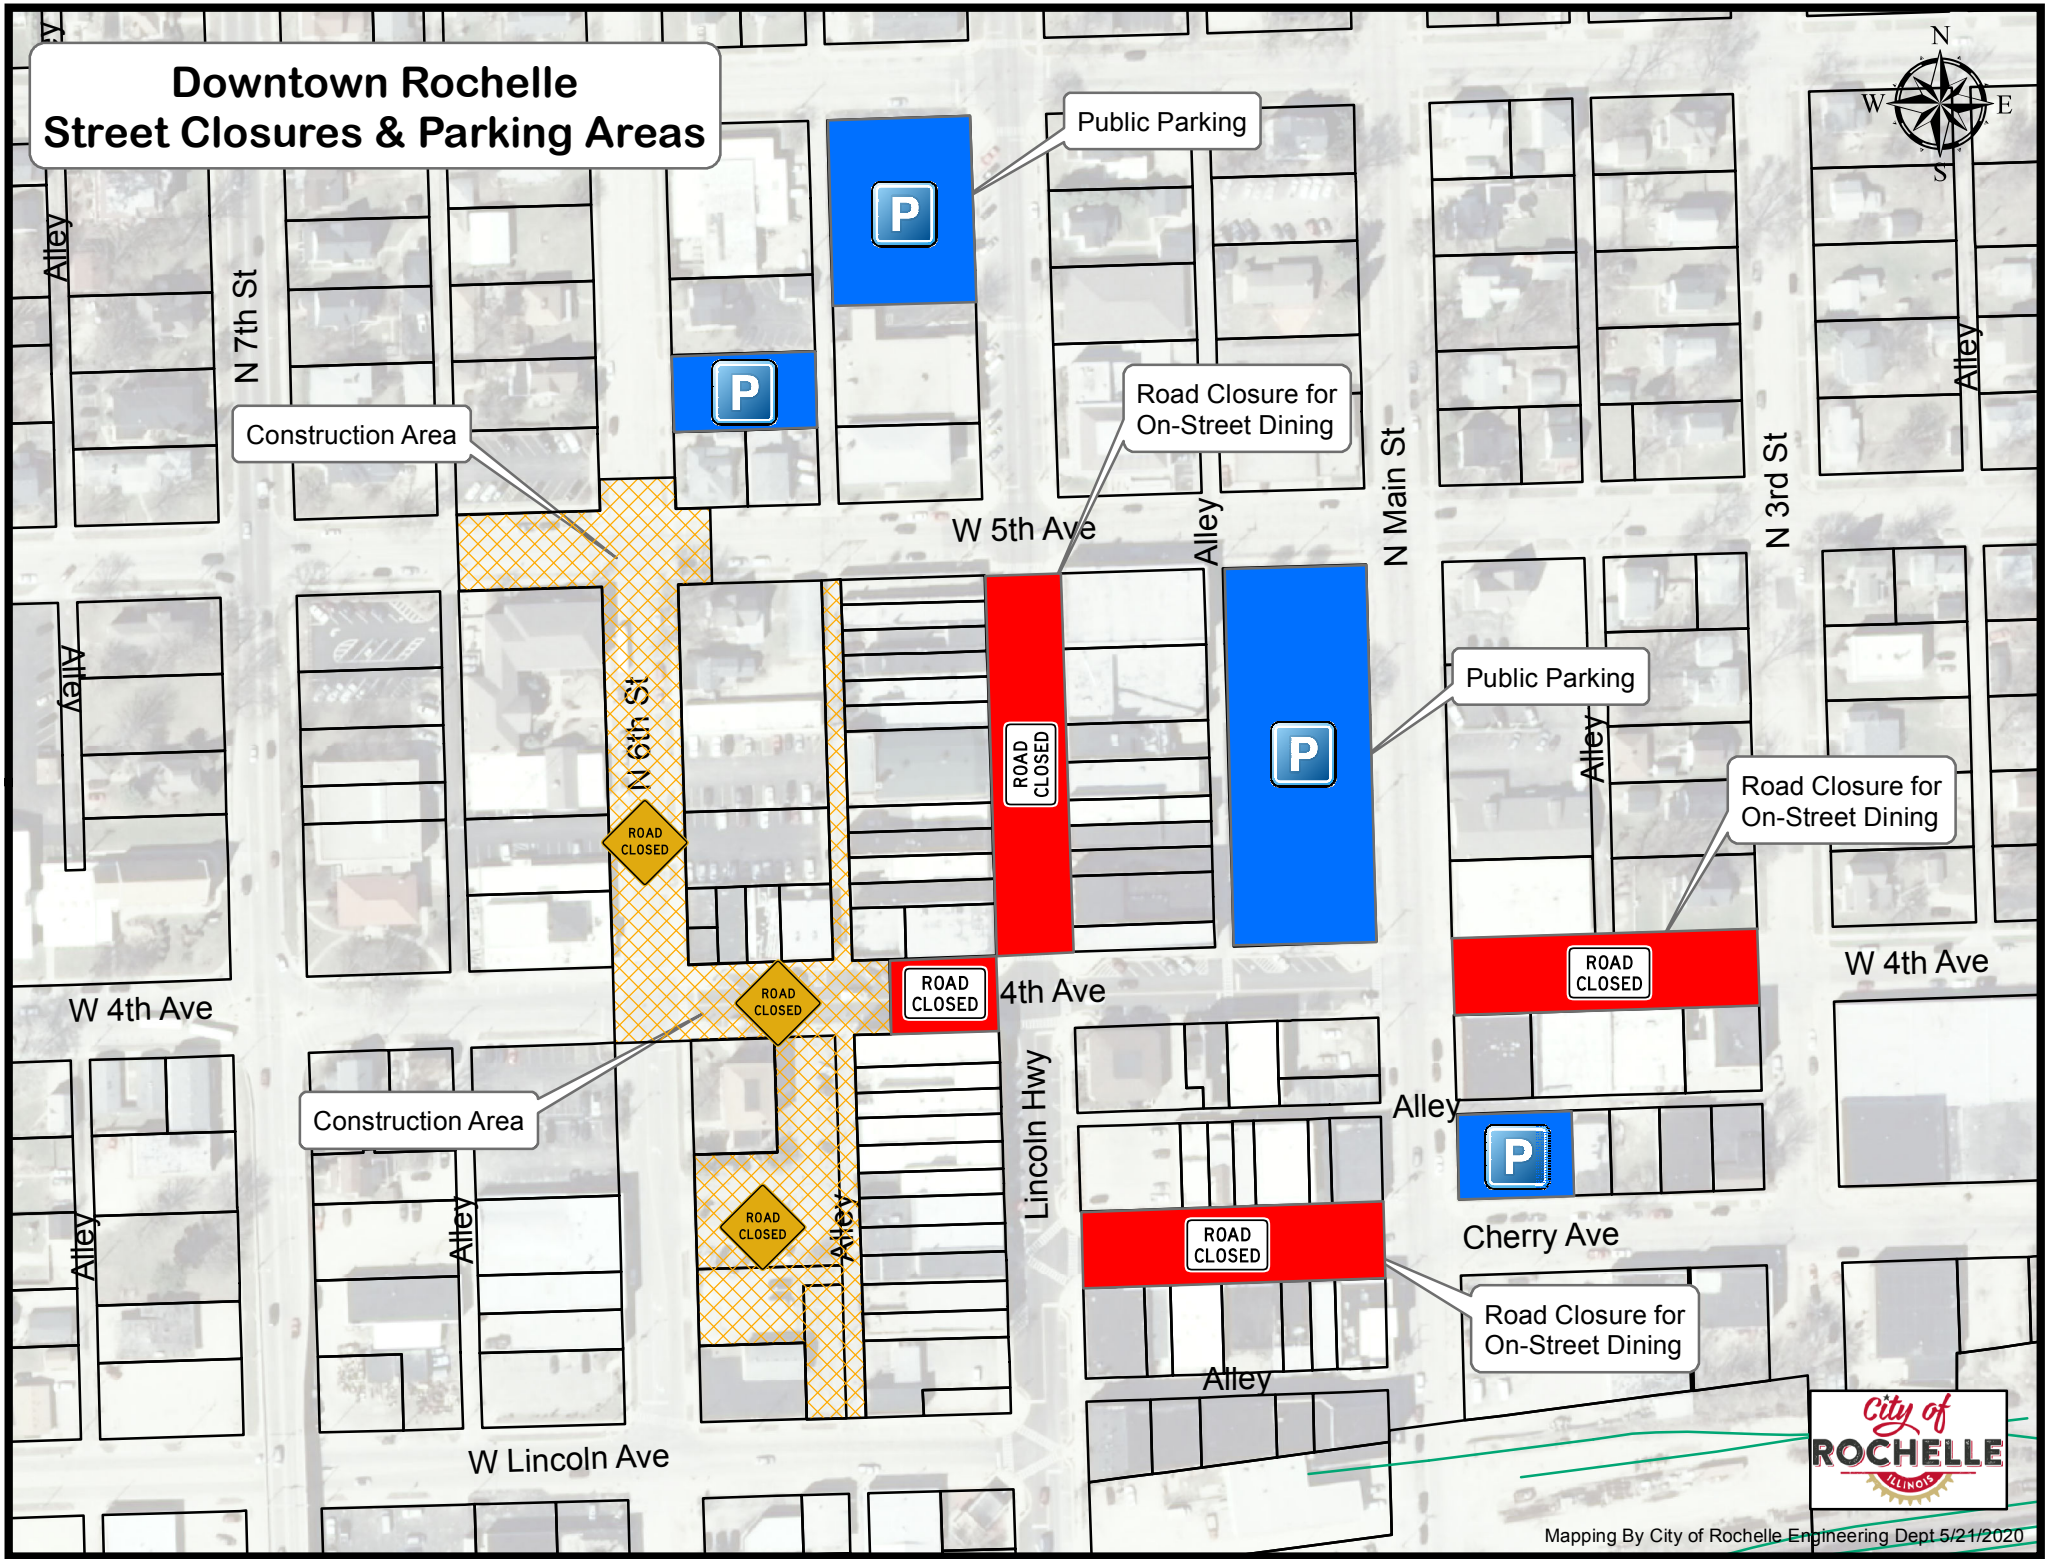 Downtown Rochelle
Street Closures & Parking Areas
N
W
E
S
Public Parking
P
Alley
N 7th St
P
Alley
Road Closure for
On-Street Dining
Construction Area
N Main St
N 3rd St
W 5th Ave
Alley
Alley
N 6th St
Public Parking
ROAD
CLOSED
P
Alley
Road Closure for
On-Street Dining
ROAD
CLOSED
W 4th Ave
ROAD
CLOSED
ROAD
CLOSED
4th Ave
ROAD
CLOSED
W 4th Ave
Construction Area
Lincoln Hwy
Alley
P
Alley
Alley
ROAD
CLOSED
Alley
ROAD
CLOSED
Cherry Ave
Road Closure for
On-Street Dining
Alley
W Lincoln Ave
City of
ROCHELLE
ILLINOIS
Mapping By City of Rochelle Engineering Dept 5/21/2020